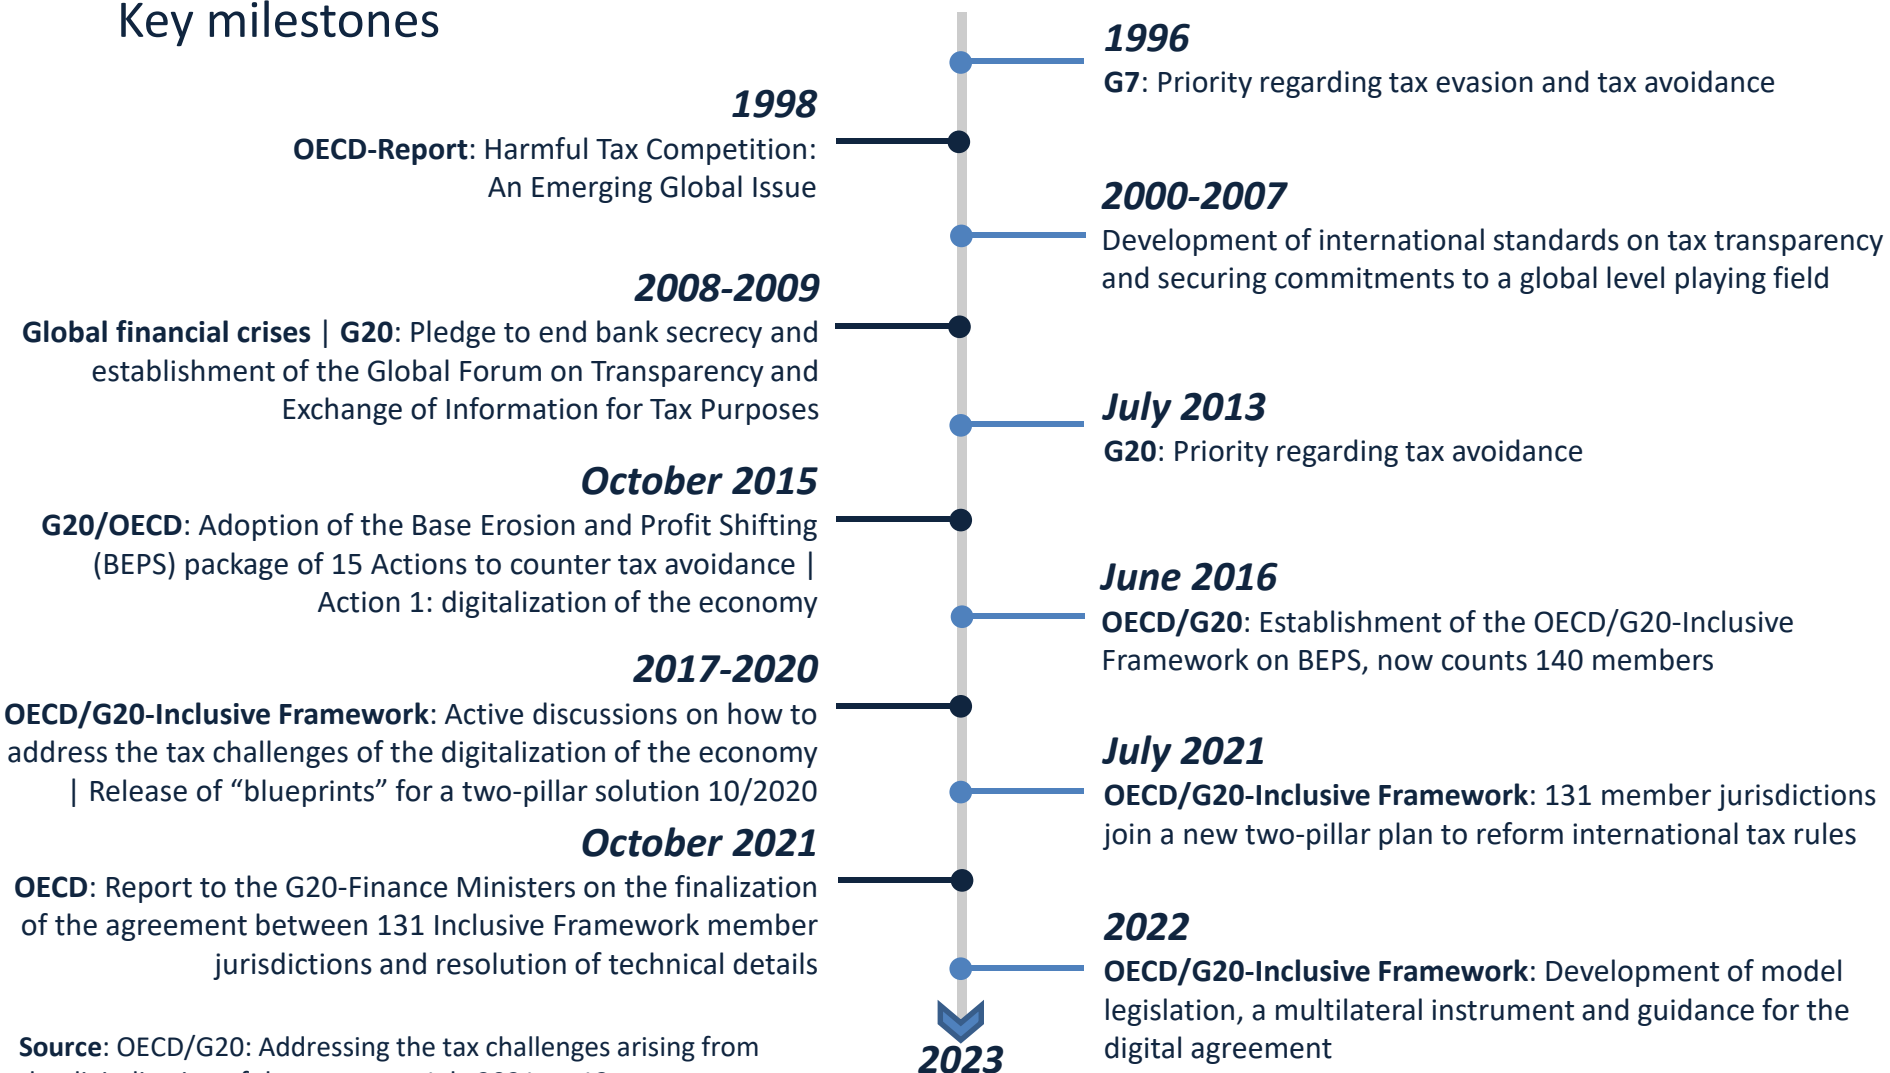 Key milestones
1996
G7: Priority regarding tax evasion and tax avoidance
1998
OECD-Report: Harmful Tax Competition:
An Emerging Global Issue
2000-2007
Development of international standards on tax transparency
and securing commitments to a global level playing field
2008-2009
Global financial crises | G20: Pledge to end bank secrecy and
establishment of the Global Forum on Transparency and
Exchange of Information for Tax Purposes
July 2013
G20: Priority regarding tax avoidance
October 2015
G20/OECD: Adoption of the Base Erosion and Profit Shifting
(BEPS) package of 15 Actions to counter tax avoidance |
Action 1: digitalization of the economy
June 2016
OECD/G20: Establishment of the OECD/G20-Inclusive
Framework on BEPS, now counts 140 members
2017-2020
OECD/G20-Inclusive Framework: Active discussions on how to
address the tax challenges of the digitalization of the economy
| Release of “blueprints” for a two-pillar solution 10/2020
July 2021
OECD/G20-Inclusive Framework: 131 member jurisdictions
join a new two-pillar plan to reform international tax rules
October 2021
OECD: Report to the G20-Finance Ministers on the finalization
of the agreement between 131 Inclusive Framework member
jurisdictions and resolution of technical details
2022
OECD/G20-Inclusive Framework: Development of model
legislation, a multilateral instrument and guidance for the
digital agreement
2023
Source: OECD/G20: Addressing the tax challenges arising from